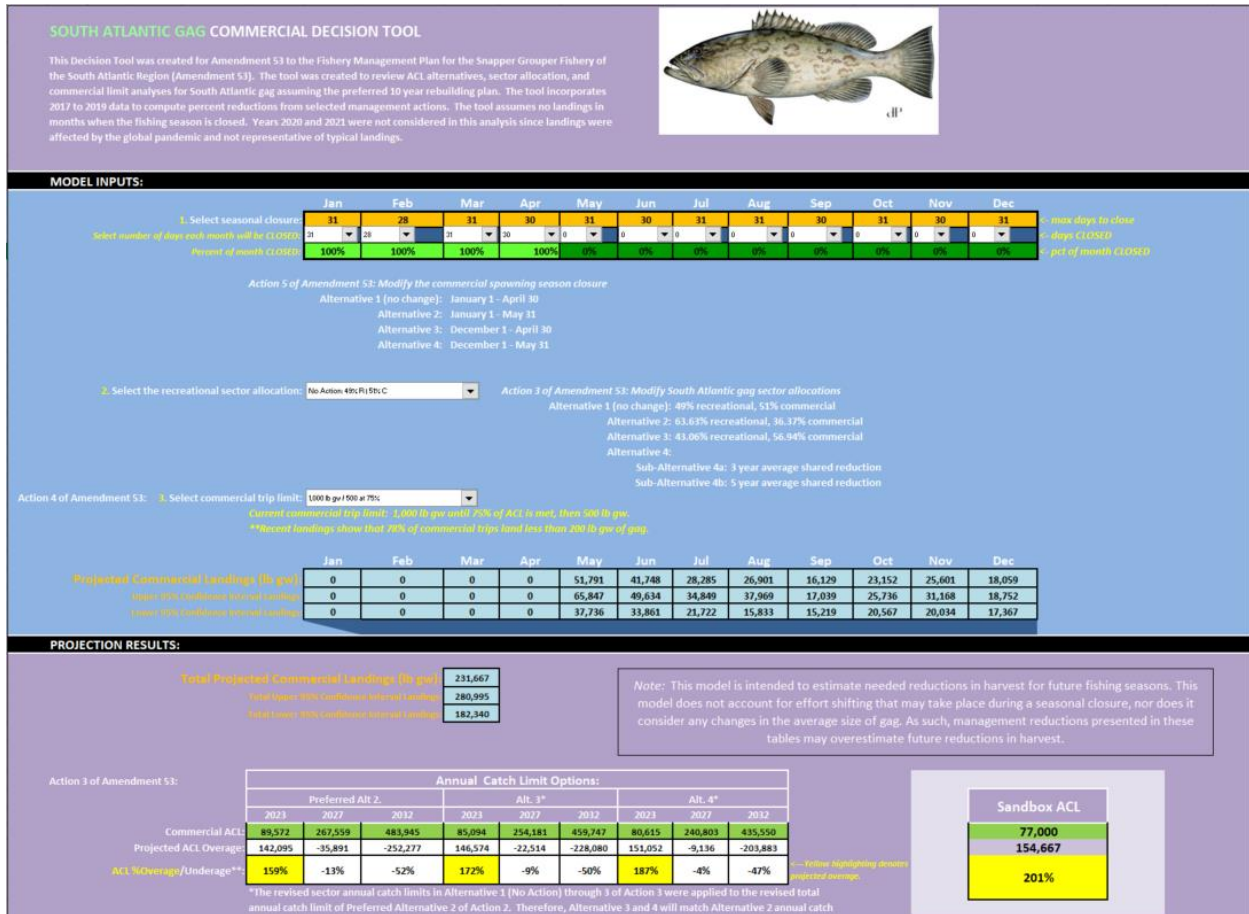 SOUTH ATLANTIC GAG COMMERCIAL DECISION TOOL
This Decision Tool was created for Amendment 53 to the Fishery Management Plan for the Snapper Grouper Fishery of
the South Atlantic Region (Amendment 53). The tool was created to review ACL alternatives, sector allocation, and
commercial limit analyses for South Atlantic gag assuming the preferred 10 year rebuilding plan. The tool incorporates
2017 to 2019 data to compute percent reductions from selected management actions. The tool assumes no landings in
months when the fishing season is closed. Years 2020 and 2021 were not considered in this analysis since landings were
affected by the global pandemic and not representative of typical landings.
MODEL INPUTS:
Jan Feb Mar Apr May Jun Jul Aug Sep Oct Nov Dec
1. Select seasonal closure: 31 28 31 30 31 30 31 31 30 31 30 31 <- max days to close
Select number of days each month will be CLOSED: 31 28 31 30 0 0 0 0 0 0 0 0 <- days CLOSED
Percent of month CLOSED: 100% 100% 100% 100% 0% 0% 0% 0% 0% 0% 0% 0% <- pct of month CLOSED
Action 5 of Amendment 53: Modify the commercial spawning season closure
Alternative 1 (no change): January 1 - April 30
Alternative 2: January 1 - May 31
Alternative 3: December 1 - April 30
Alternative 4: December 1 - May 31
2. Select the recreational sector allocation: No Action: 49% R | 51% C Action 3 of Amendment 53: Modify South Atlantic gag sector allocations
Alternative 1 (no change): 49% recreational, 51% commercial
Alternative 2: 63.63% recreational, 36.37% commercial
Alternative 3: 43.06% recreational, 56.94% commercial
Alternative 4:
Sub-Alternative 4a: 3 year average shared reduction
Sub-Alternative 4b: 5 year average shared reduction
Action 4 of Amendment 53: 3. Select commercial trip limit: 1,000 lb gw / 500 at 75%
Current commercial trip limit: 1,000 lb gw until 75% of ACL is met, then 500 lb gw.
**Recent landings show that 78% of commercial trips land less than 200 lb gw of gag.
Jan Feb Mar Apr May Jun Jul Aug Sep Oct Nov Dec
Projected Commercial Landings (lb gw) 0 0 0 0 51,791 41,748 28,285 26,901 16,129 23,152 25,601 18,059
Upper 95% Confidence Interval Landings 0 0 0 0 65,847 49,634 34,849 37,969 17,039 25,736 31,168 18,752
Lower 95% Confidence Interval Landings 0 0 0 0 37,736 33,861 21,722 15,833 15,219 20,567 20,034 17,367
PROJECTION RESULTS:
Total Projected Commercial Landings (lb gw) 231,667
Total Upper 95% Confidence Interval Landings 280,995
Total Lower 95% Confidence Interval Landings 182,340
Note: This model is intended to estimate needed reductions in harvest for future fishing seasons. This
model does not account for effort shifting that may take place during a seasonal closure, nor does it
consider any changes in the average size of gag. As such, management reductions presented in these
tables may overestimate future reductions in harvest.
Action 3 of Amendment 53: Annual Catch Limit Options:
Preferred Alt 2. Alt. 3* Alt. 4*
2023 2027 2032 2023 2027 2032 2023 2027 2032
Commercial ACL: 89,572 267,559 483,945 85,094 254,181 459,747 80,615 240,803 435,550
Projected ACL Overage: 142,095 -35,891 -252,277 146,574 -22,514 -228,080 151,052 -9,136 -203,883
ACL %Overage/Underage**: 159% -13% -52% 172% -9% -50% 187% -4% -47% <---Yellow highlighting denotes
projected overage.
Sandbox ACL
77,000
154,667
201%
*The revised sector annual catch limits in Alternative 1 (No Action) through 3 of Action 3 were applied to the revised total
annual catch limit of Preferred Alternative 2 of Action 2. Therefore, Alternative 3 and 4 will match Alternative 2 annual catch